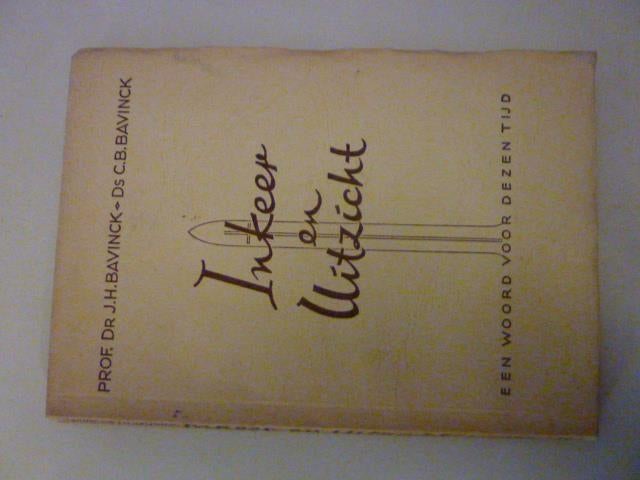 PROF. DR J.H. BAVINCK - DS C.B. BAVINCK
Inkeer
en
Uitzicht
EEN WOORD VOOR DEZEN TIJD